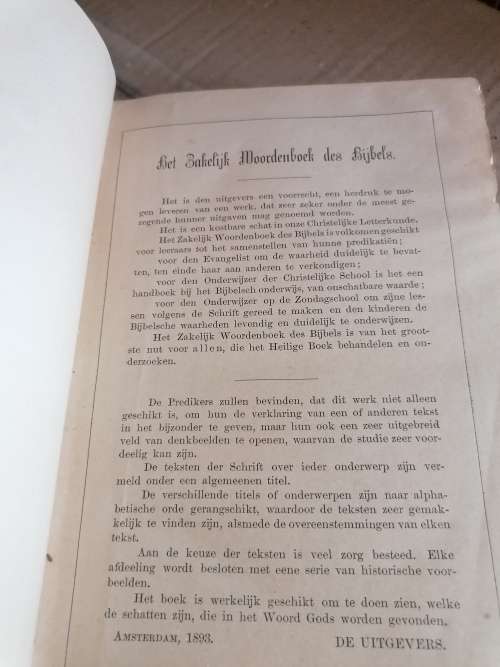 Het Zakelijk Woordenboek des Bijbels.
Het is den uitgevers een voorrecht, een herdruk te mo-
gen leveren van een werk, dat zeer zeker onder de meest ge-
zegende hunner uitgaven mag genoemd worden.
Het is een kostbare schat in onze Christelijke Letterkunde.
Het Zakelijk Woordenboek des Bijbels is volkomen geschikt
voor leeraars tot het samenstellen van hunne predikatiën;
voor den Evangelist om de waarheid duidelijk te bevat-
ten, ten einde haar aan anderen te verkondigen;
voor den Onderwijzer der Christelijke School is het een
handboek bij het Bijbelsch onderwijs, van onschatbare waarde;
voor den Onderwijzer op de Zondagschool om zijne les-
sen volgens de Schrift gereed te maken en den kinderen de
Bijbelsche waarheden levendig en duidelijk te onderwijzen.
Het Zakelijk Woordenboek des Bijbels is van het groot-
ste nut voor allen, die het Heilige Boek behandelen en on-
derzoeken.
De Predikers zullen bevinden, dat dit werk niet alleen
geschikt is, om hun de verklaring van een of anderen tekst
in het bijzonder te geven, maar hun ook een zeer uitgebreid
veld van denkbeelden te openen, waarvan de studie zeer voor-
deelig kan zijn.
De teksten der Schrift over ieder onderwerp zijn ver-
meld onder een algemeenen titel.
De verschillende titels of onderwerpen zijn naar alpha-
betische orde gerangschikt, waardoor de teksten zeer gemak-
kelijk te vinden zijn, alsmede de overeenstemmingen van elken
tekst.
Aan de keuze der teksten is veel zorg besteed. Elke
afdeeling wordt besloten met eene serie van historische voor-
beelden.
Het boek is werkelijk geschikt om te doen zien, welke
de schatten zijn, die in het Woord Gods worden gevonden.
Amsterdam, 1893. DE UITGEVERS.